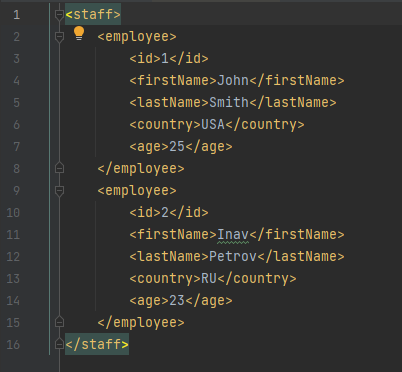 1 <staff>
2 <employee>
3 <id>1</id>
4 <firstName>John</firstName>
5 <lastName>Smith</lastName>
6 <country>USA</country>
7 <age>25</age>
8 </employee>
9 <employee>
10 <id>2</id>
11 <firstName>Inav</firstName>
12 <lastName>Petrov</lastName>
13 <country>RU</country>
14 <age>23</age>
15 </employee>
16 </staff>